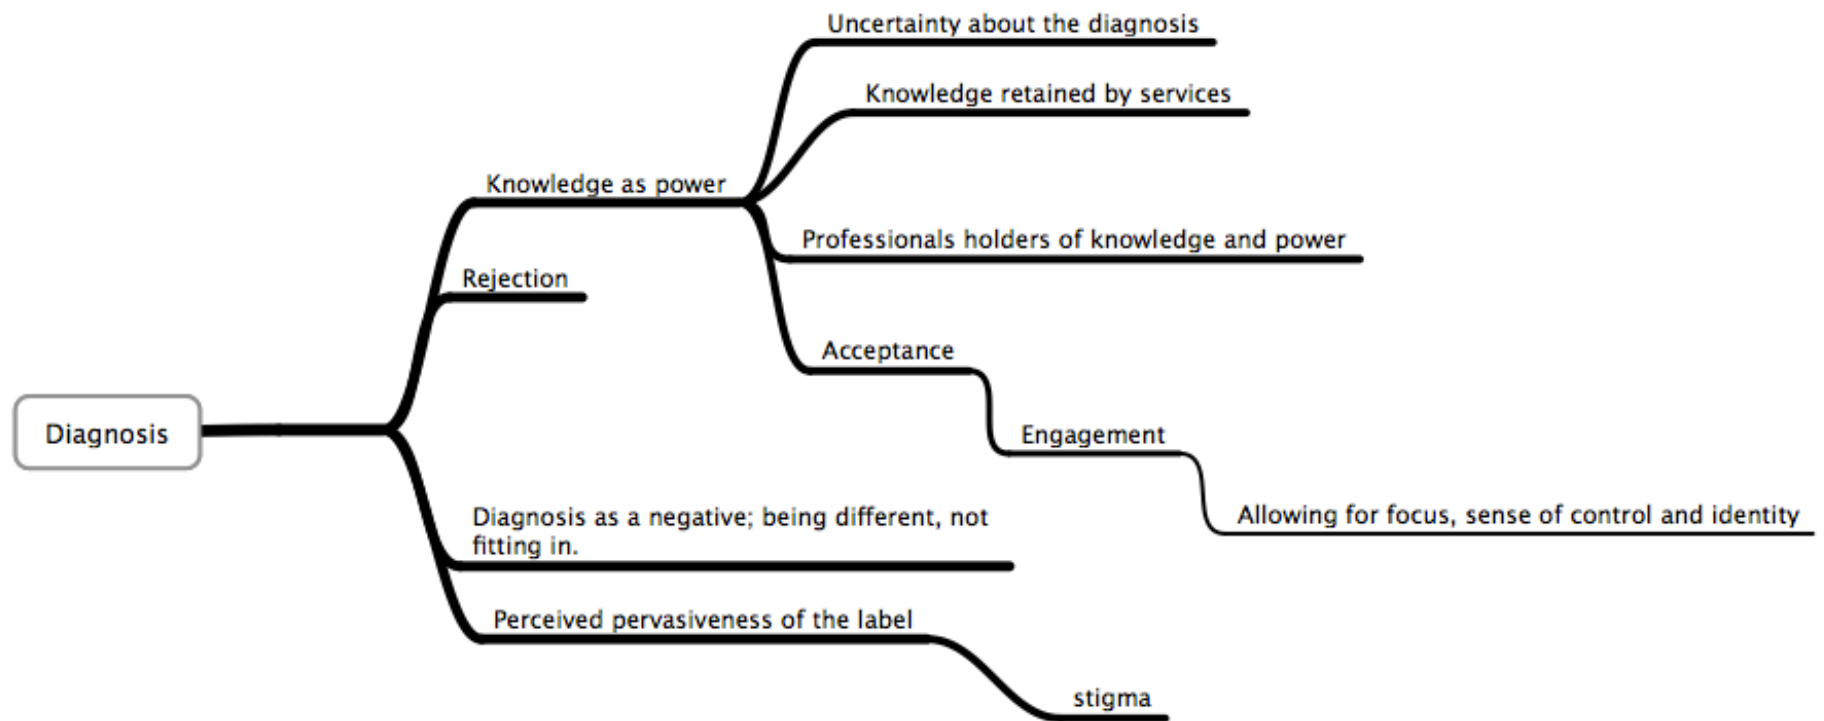 Uncertainty about the diagnosis
Knowledge retained by services
Knowledge as power
Professionals holders of knowledge and power
Rejection
Acceptance
Diagnosis
Engagement
Allowing for focus, sense of control and identity
Diagnosis as a negative; being different, not
fitting in.
Perceived pervasiveness of the label
stigma